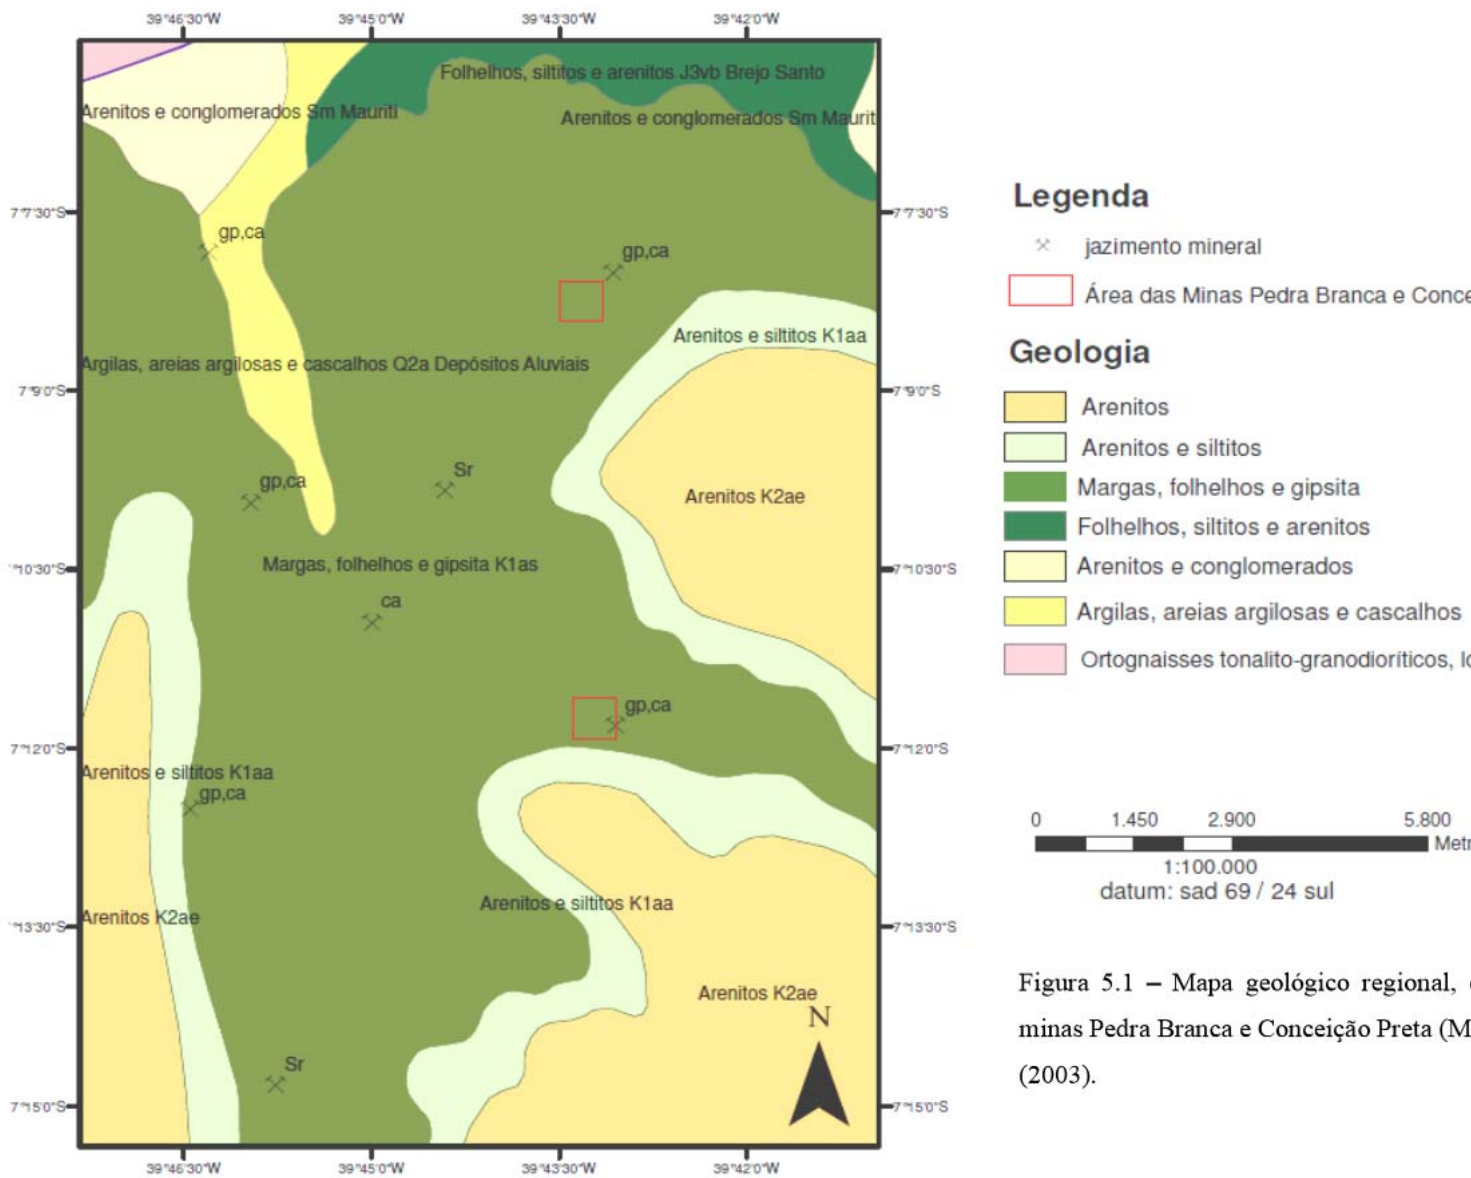 39°46'30"W 39°45'0"W 39°43'30"W 39°42'0"W
Folhelhos, siltitos e arenitos J3vb Brejo Santo
Arenitos e conglomerados Sm Mauriti
Arenitos e conglomerados Sm Maurit
7°7'30"S 7°7'30"S
gp,ca
gp,ca
Arenitos e siltitos K1aa
Argilas, areias argilosas e cascalhos Q2a Depósitos Aluviais
7°9'0"S 7°9'0"S
Sr
gp,ca
Arenitos K2ae
Margas, folhelhos e gipsita K1as
°10'30"S 7°10'30"S
ca
gp,ca
7°12'0"S 7°12'0"S
Arenitos e siltitos K1aa
gp,ca
Arenitos e siltitos K1aa
Arenitos K2ae
°13'30"S 7°13'30"S
Arenitos K2ae
N
Sr
7°15'0"S 7°15'0"S
39°46'30"W 39°45'0"W 39°43'30"W 39°42'0"W
Legenda
jazimento mineral
Área das Minas Pedra Branca e Conce
Geologia
Arenitos
Arenitos e siltitos
Margas, folhelhos e gipsita
Folhelhos, siltitos e arenitos
Arenitos e conglomerados
Argilas, areias argilosas e cascalhos
Ortognaisses tonalito-granodioríticos,
0 1.450 2.900 5.800
Metr
1:100.000
datum: sad 69 / 24 sul
Figura 5.1 – Mapa geológico regional,
minas Pedra Branca e Conceição Preta (M
(2003).